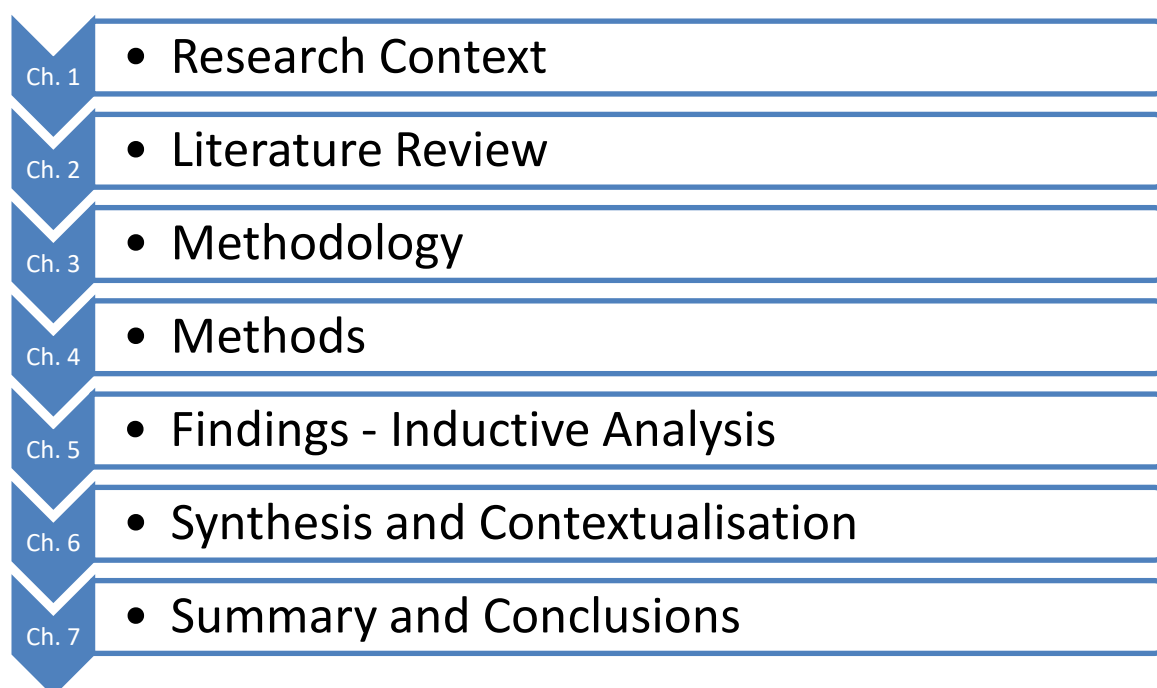 Ch. 1
• Research Context
Ch. 2
• Literature Review
Ch. 3
• Methodology
Ch. 4
• Methods
Ch. 5
• Findings - Inductive Analysis
Ch. 6
• Synthesis and Contextualisation
Ch. 7
• Summary and Conclusions